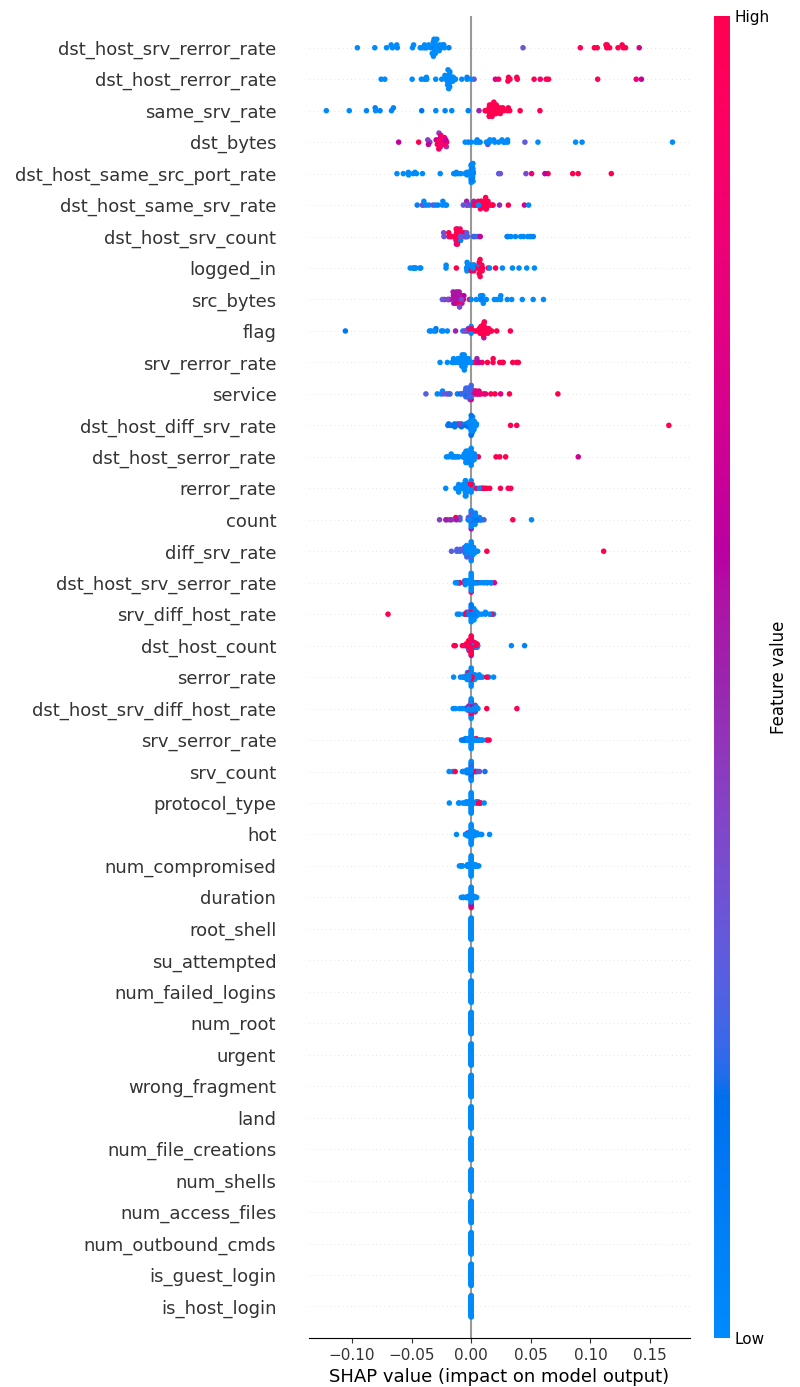 High
dst_host_srv_rerror_rate
dst_host_rerror_rate
same_srv_rate
dst_bytes
dst_host_same_src_port_rate
dst_host_same_srv_rate
dst_host_srv_count
logged_in
src_bytes
flag
srv_rerror_rate
service
dst_host_diff_srv_rate
dst_host_serror_rate
rerror_rate
count
diff_srv_rate
dst_host_srv_serror_rate
srv_diff_host_rate
dst_host_count
serror_rate
dst_host_srv_diff_host_rate
srv_serror_rate
srv_count
protocol_type
hot
num_compromised
duration
root_shell
su_attempted
num_failed_logins
num_root
urgent
wrong_fragment
land
num_file_creations
num_shells
num_access_files
num_outbound_cmds
is_guest_login
is_host_login
Feature value
Low
−0.10 −0.05 0.00 0.05 0.10 0.15
SHAP value (impact on model output)